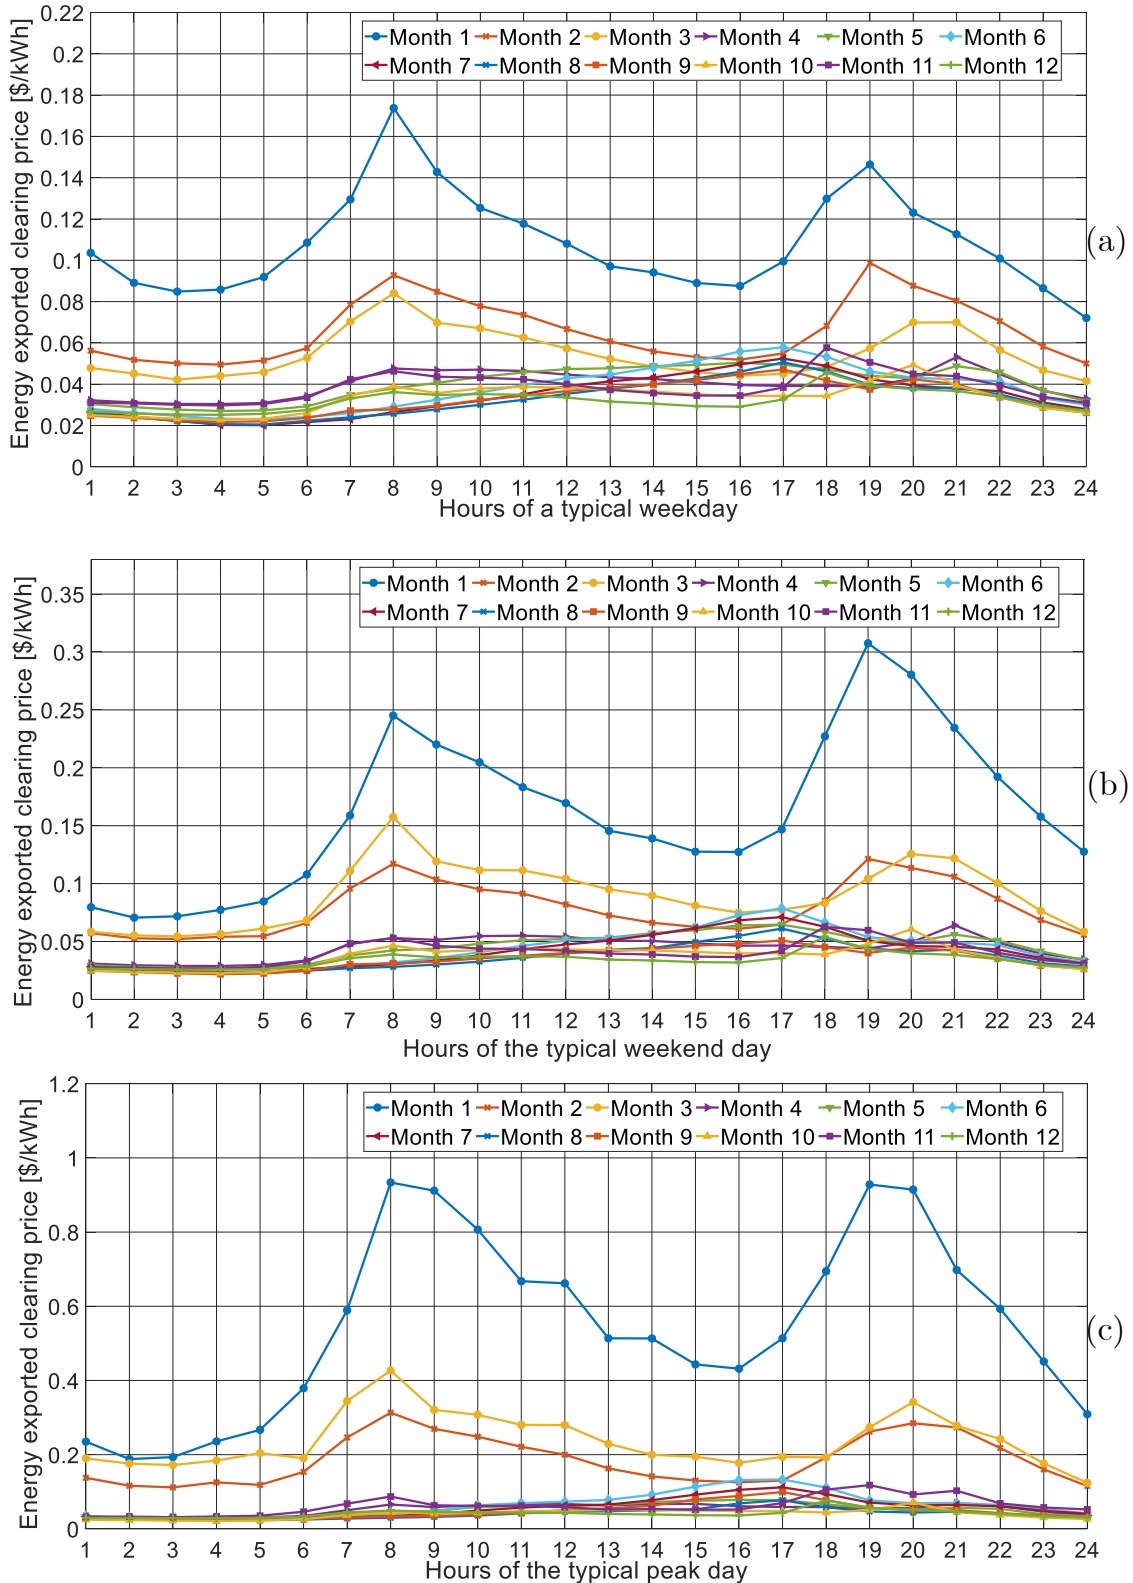 Energy exported clearing price [$/kWh]
0.22
0.2
0.18
0.16
0.14
0.12
0.1
0.08
0.06
0.04
0.02
0
Month 1 Month 2 Month 3 Month 4 Month 5 Month 6
Month 7 Month 8 Month 9 Month 10 Month 11 Month 12
(a)
1 2 3 4 5 6 7 8 9 10 11 12 13 14 15 16 17 18 19 20 21 22 23 24
Hours of a typical weekday
Energy exported clearing price [$/kWh]
0.35
0.3
0.25
0.2
0.15
0.1
0.05
0
Month 1 Month 2 Month 3 Month 4 Month 5 Month 6
Month 7 Month 8 Month 9 Month 10 Month 11 Month 12
(b)
1 2 3 4 5 6 7 8 9 10 11 12 13 14 15 16 17 18 19 20 21 22 23 24
Hours of the typical weekend day
Energy exported clearing price [$/kWh]
1.2
1
0.8
0.6
0.4
0.2
0
Month 1 Month 2 Month 3 Month 4 Month 5 Month 6
Month 7 Month 8 Month 9 Month 10 Month 11 Month 12
(c)
1 2 3 4 5 6 7 8 9 10 11 12 13 14 15 16 17 18 19 20 21 22 23 24
Hours of the typical peak day